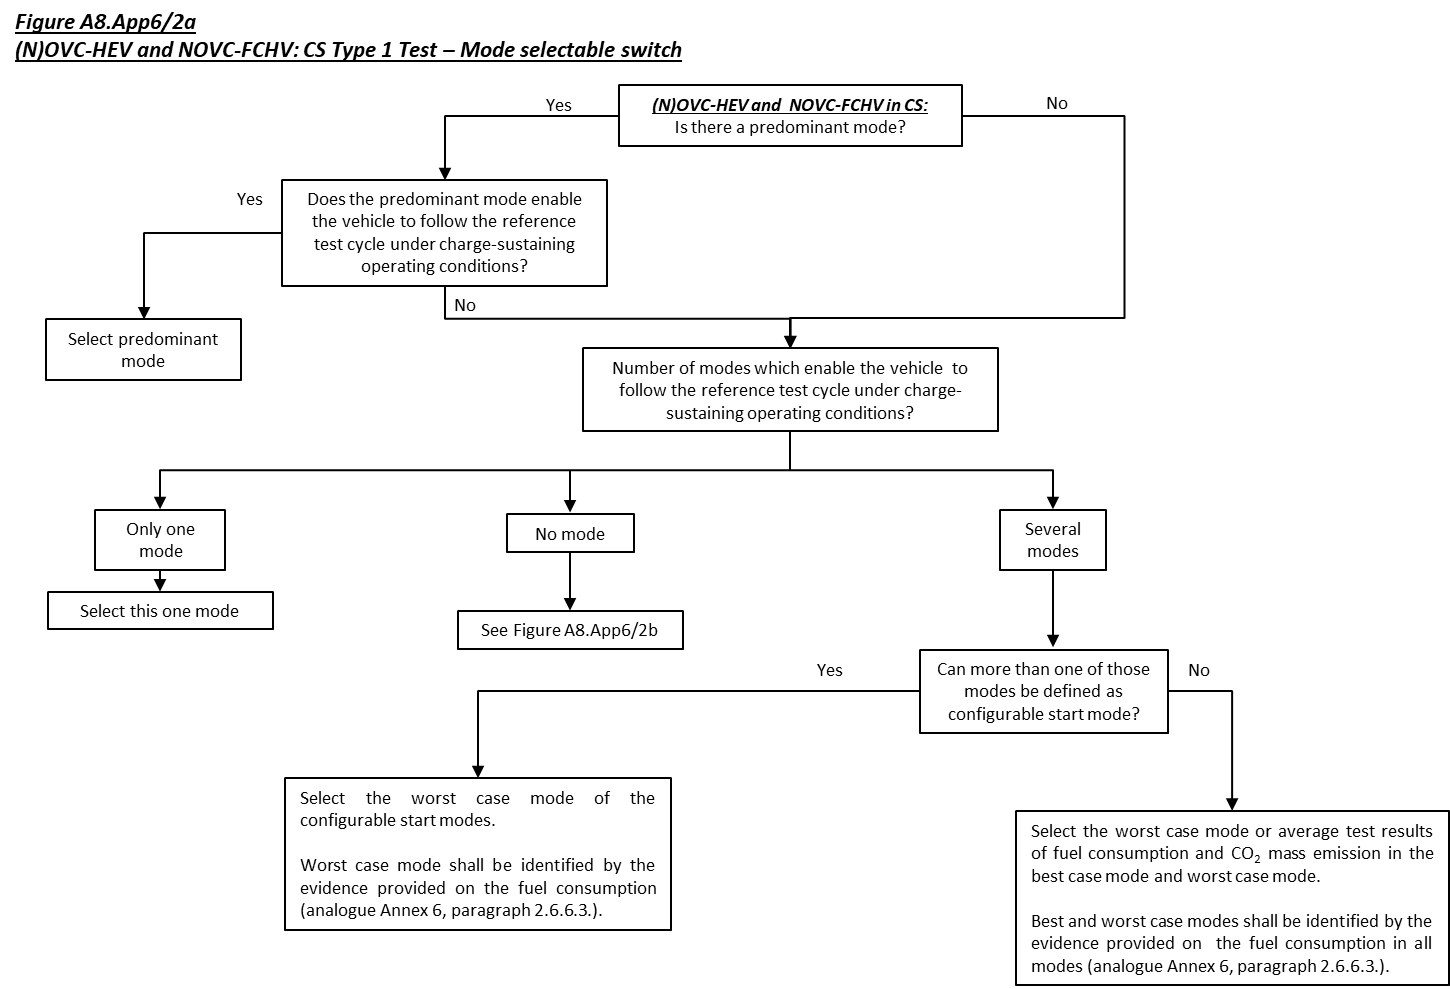 Figure A8.App6/2a
(N)OVC-HEV and NOVC-FCHV: CS Type 1 Test – Mode selectable switch
Yes
(N)OVC-HEV and NOVC-FCHV in CS:
Is there a predominant mode?
No
Yes
Does the predominant mode enable
the vehicle to follow the reference
test cycle under charge-sustaining
operating conditions?
No
Select predominant
mode
Number of modes which enable the vehicle to
follow the reference test cycle under charge-
sustaining operating conditions?
Only one
mode
No mode
Several
modes
Select this one mode
See Figure A8.App6/2b
Yes
Can more than one of those
modes be defined as
configurable start mode?
No
Select the worst case mode of the
configurable start modes.
Worst case mode shall be identified by the
evidence provided on the fuel consumption
(analogue Annex 6, paragraph 2.6.6.3.).
Select the worst case mode or average test results
of fuel consumption and CO₂ mass emission in the
best case mode and worst case mode.
Best and worst case modes shall be identified by the
evidence provided on the fuel consumption in all
modes (analogue Annex 6, paragraph 2.6.6.3.).